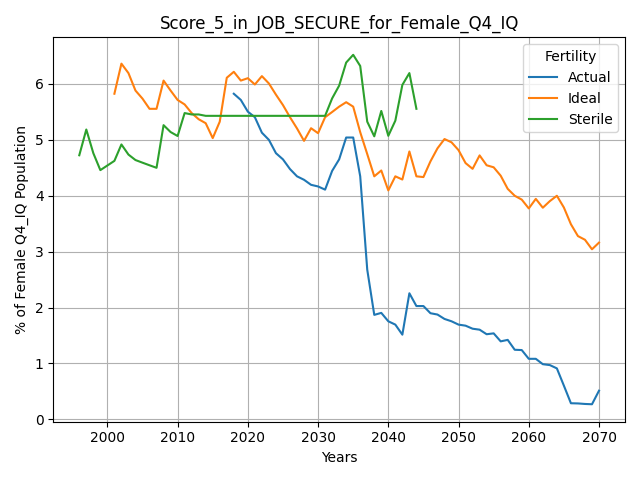 Score_5_in_JOB_SECURE_for_Female_Q4_IQ
Fertility
Actual
Ideal
Sterile
% of Female Q4_IQ Population
6
5
4
3
2
1
0
2000 2010 2020 2030 2040 2050 2060 2070
Years